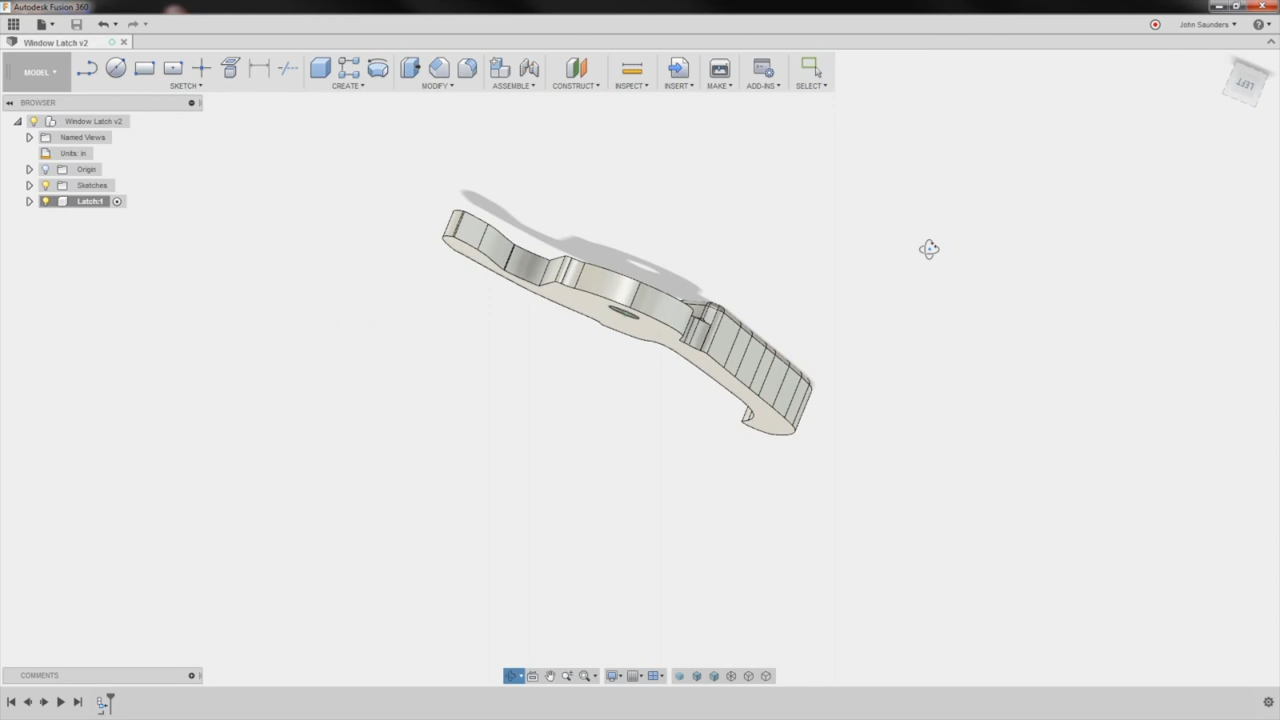 Autodesk Fusion 360
John Saunders
Window Latch v2
MODEL
SKETCH
CREATE
MODIFY
ASSEMBLE
CONSTRUCT
INSPECT
INSERT
MAKE
ADD-INS
SELECT
LEFT
BROWSER
Window Latch v2
Named Views
Units: in
Origin
Sketches
Latch:1
COMMENTS